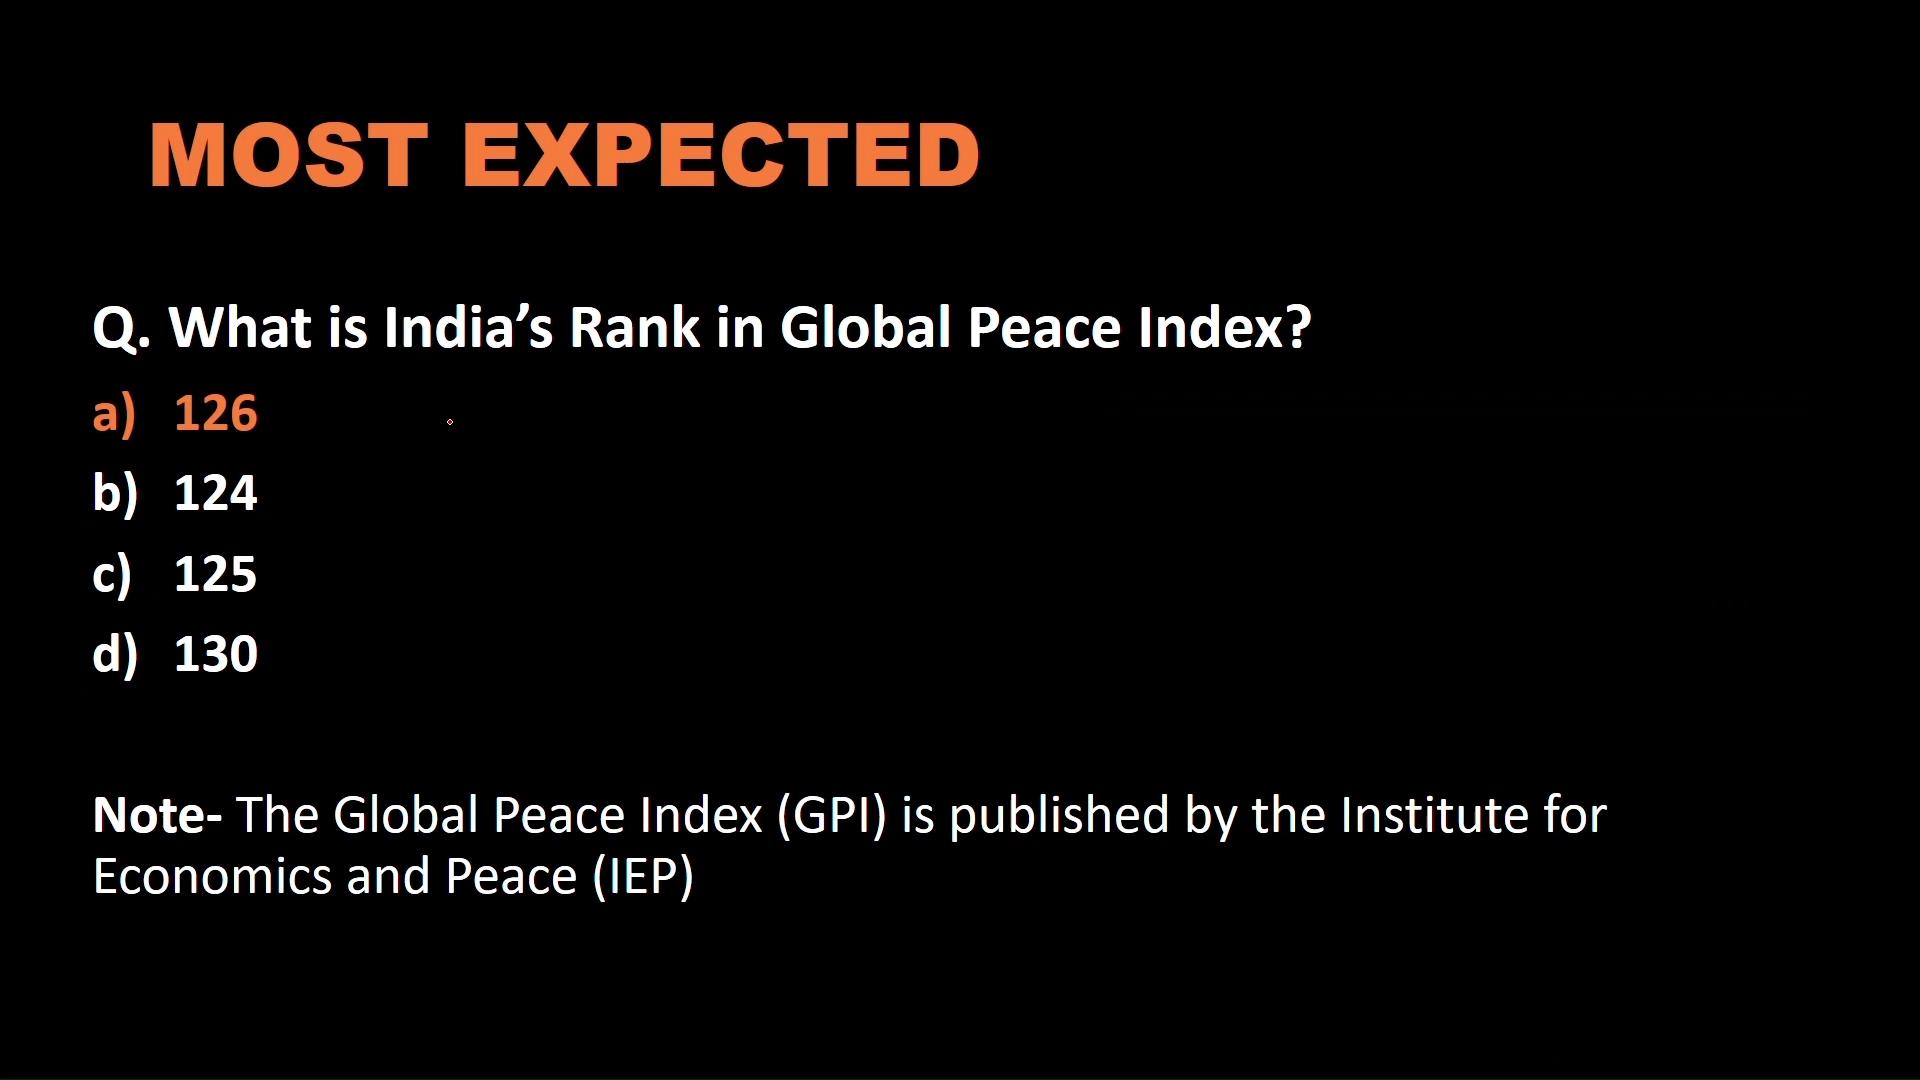 MOST EXPECTED
Q. What is India’s Rank in Global Peace Index?
a) 126
b) 124
c) 125
d) 130
Note- The Global Peace Index (GPI) is published by the Institute for
Economics and Peace (IEP)